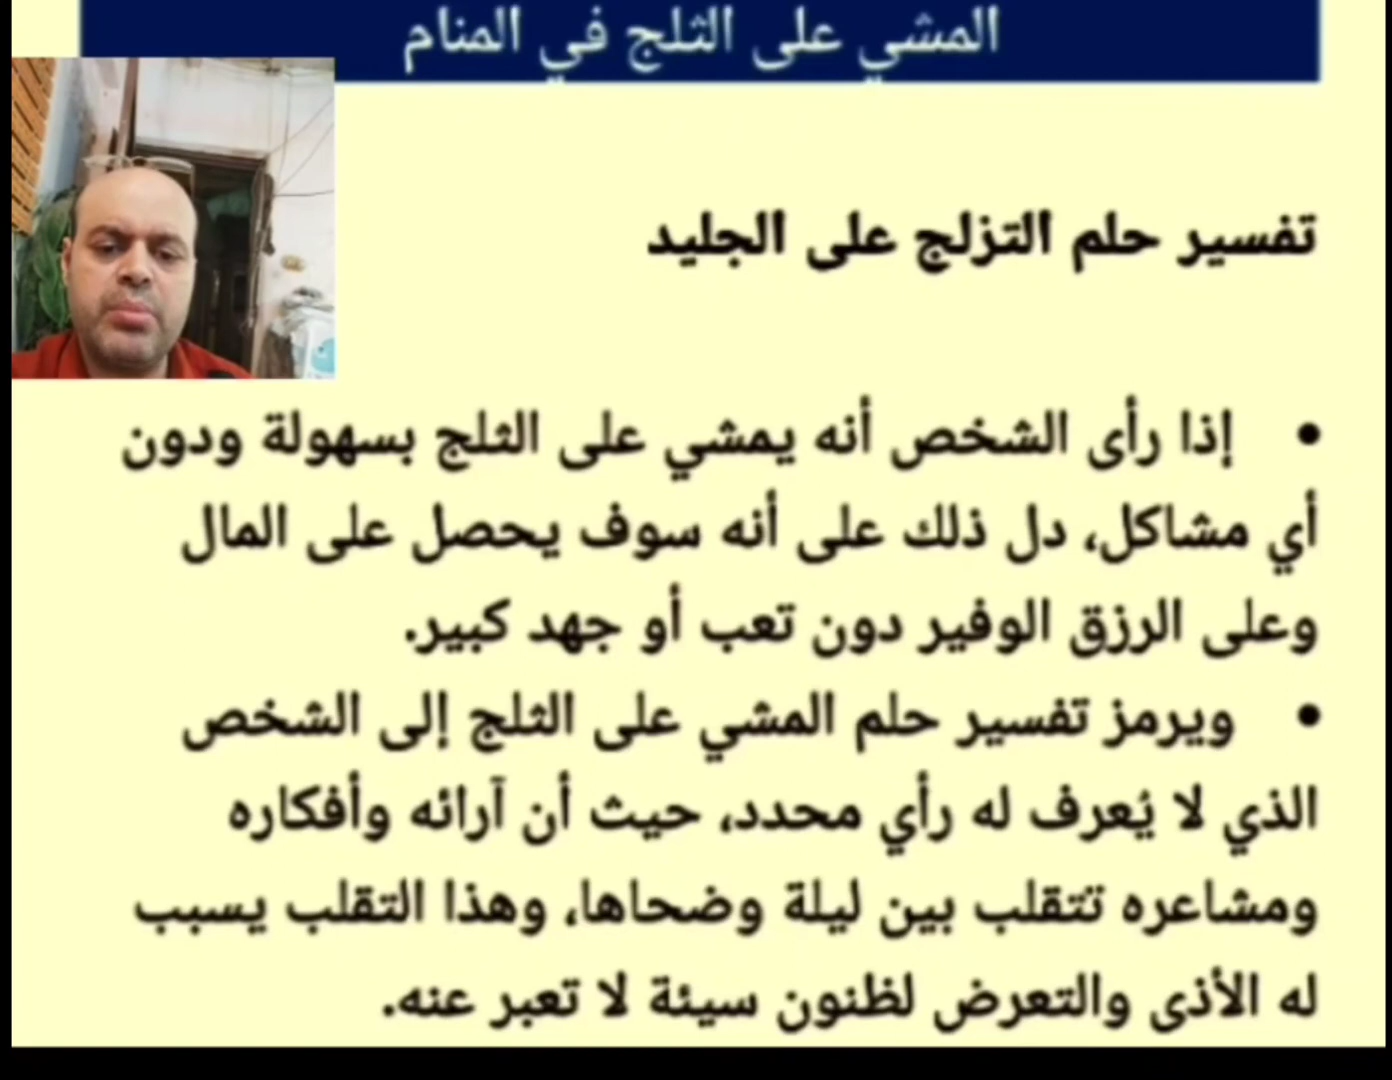 المشي على الثلج في المنام
تفسير حلم التزلج على الجليد
• إذا رأى الشخص أنه يمشي على الثلج بسهولة ودون
أي مشاكل، دل ذلك على أنه سوف يحصل على المال
وعلى الرزق الوفير دون تعب أو جهد كبير.
• ويرمز تفسير حلم المشي على الثلج إلى الشخص
الذي لا يُعرف له رأي محدد، حيث أن آرائه وأفكاره
ومشاعره تتقلب بين ليلة وضحاها، وهذا التقلب يسبب
له الأذى والتعرض لظنون سيئة لا تعبر عنه.